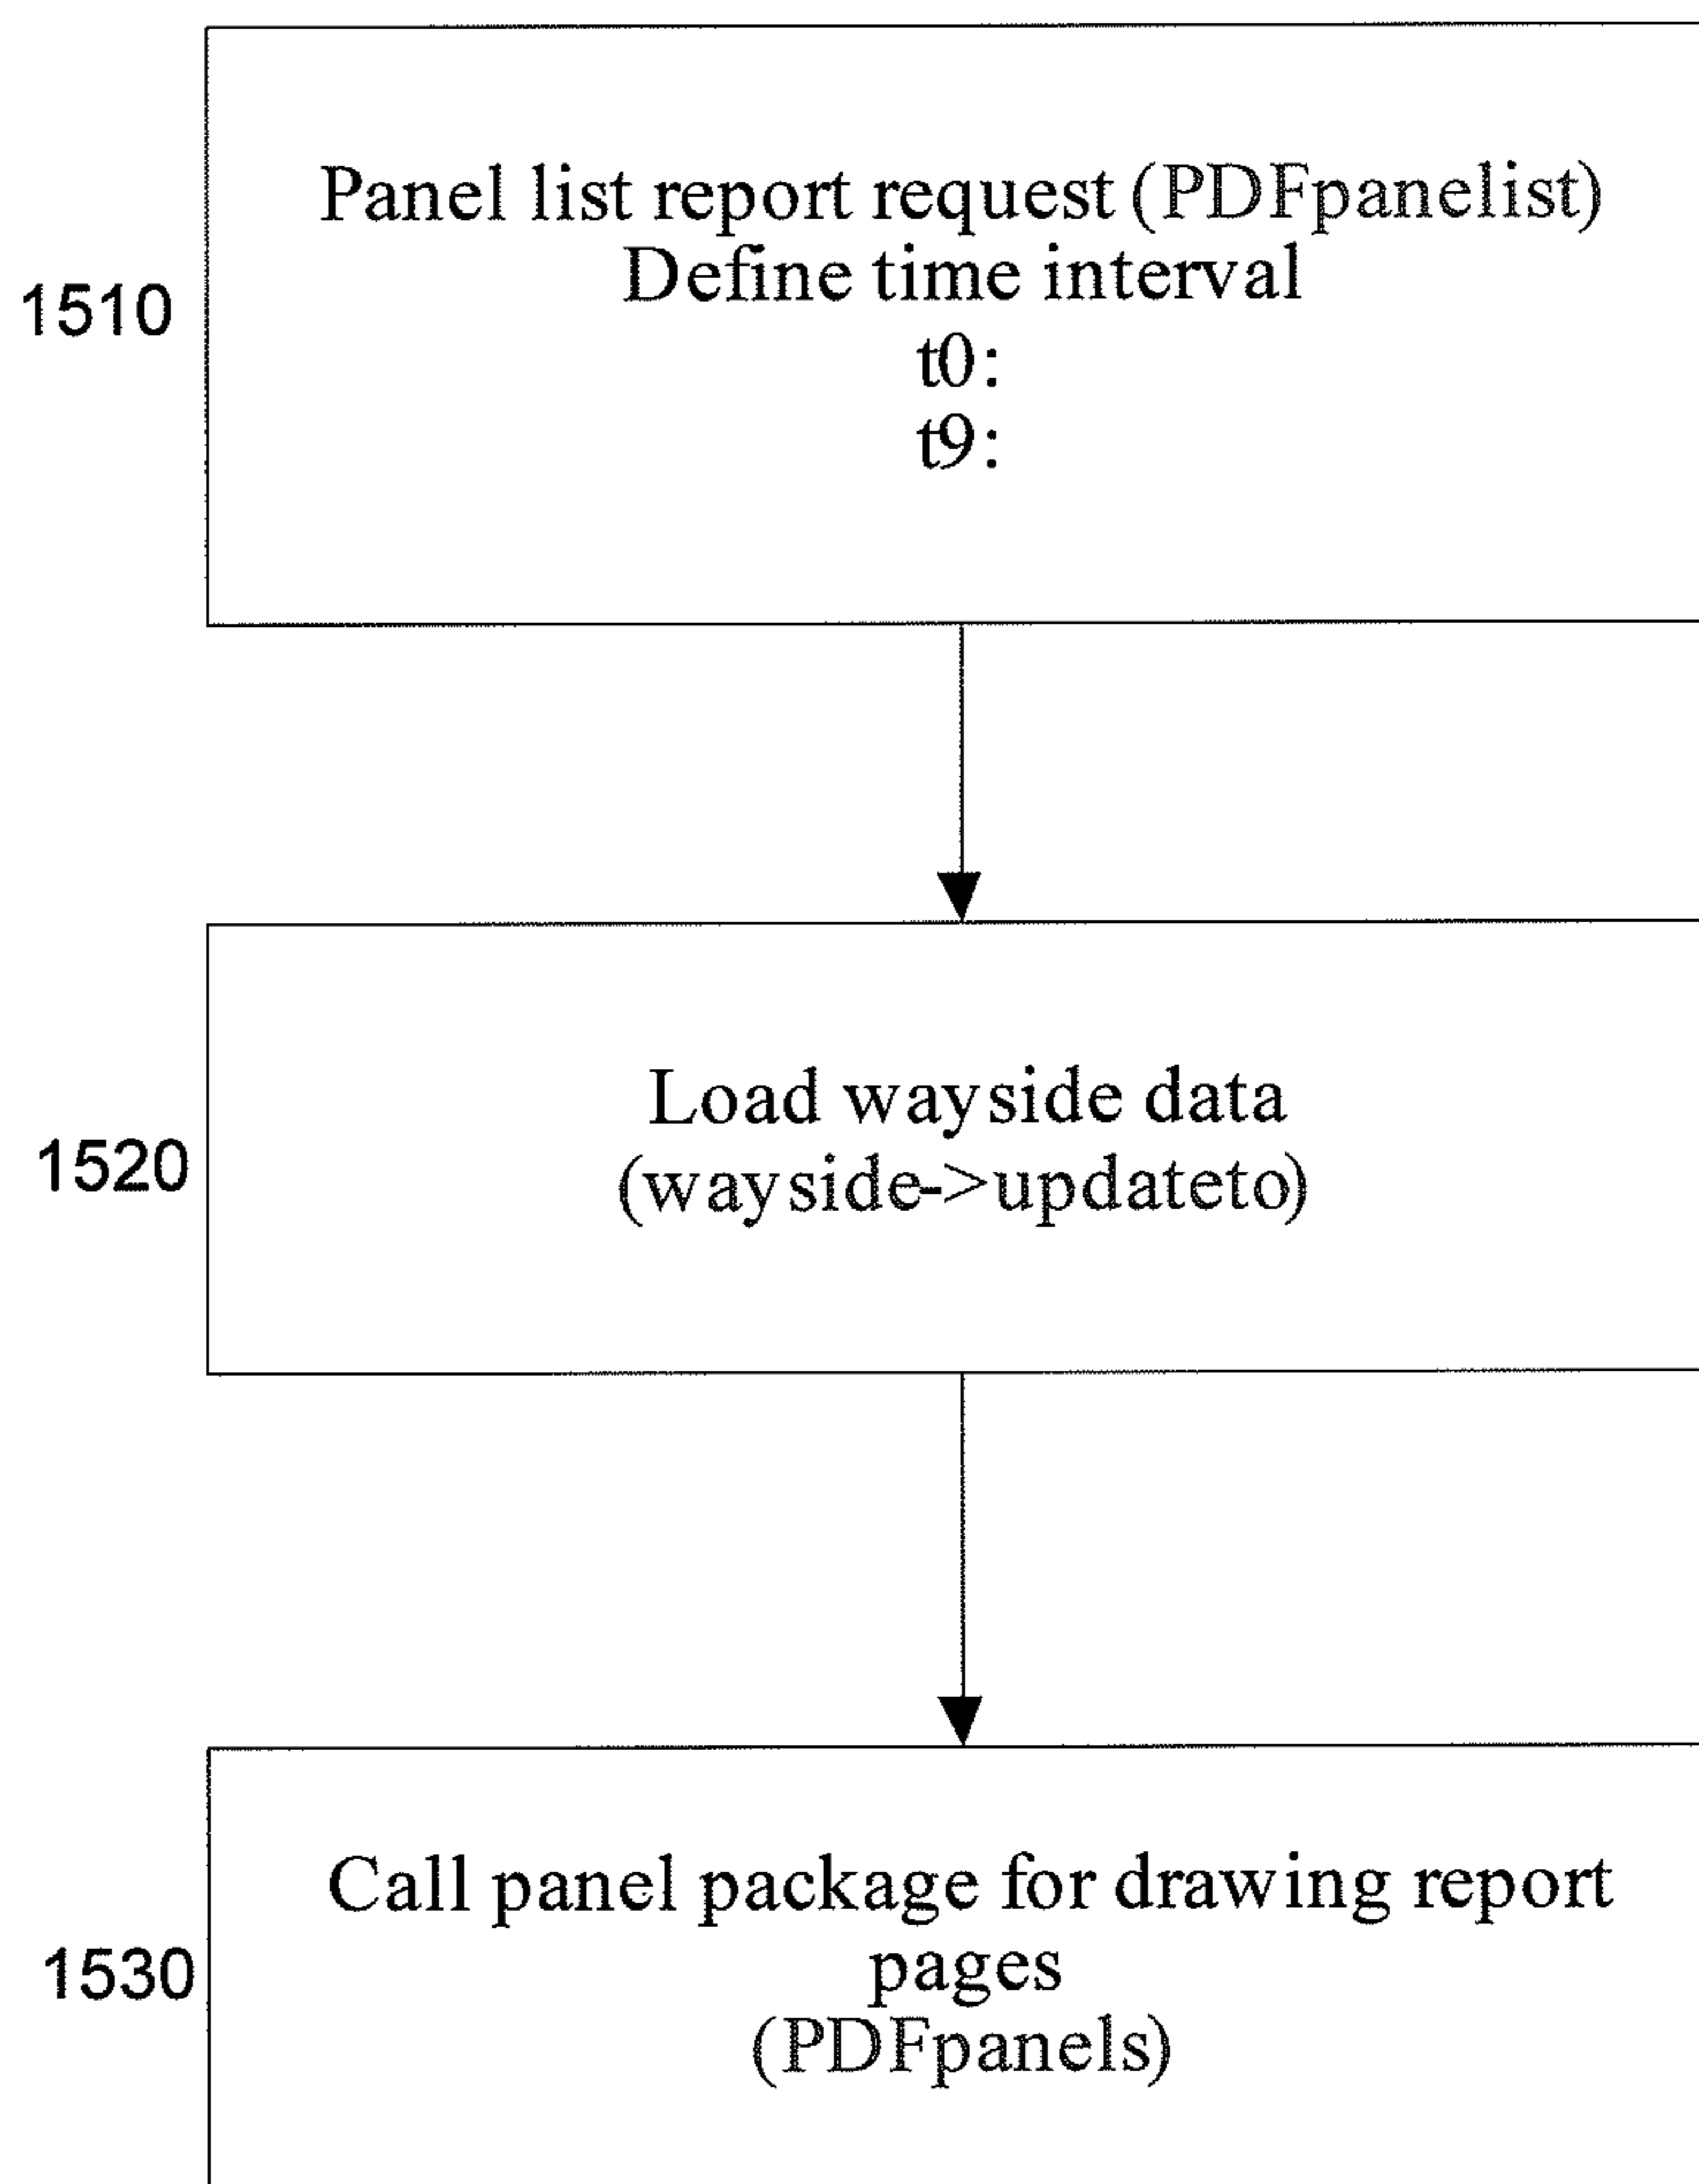 Panel list report request (PDFpanelist)
Define time interval
1510
t0:
t9:
Load wayside data
1520
(wayside->updateto)
Call panel package for drawing report
pages
1530
(PDFpanels)